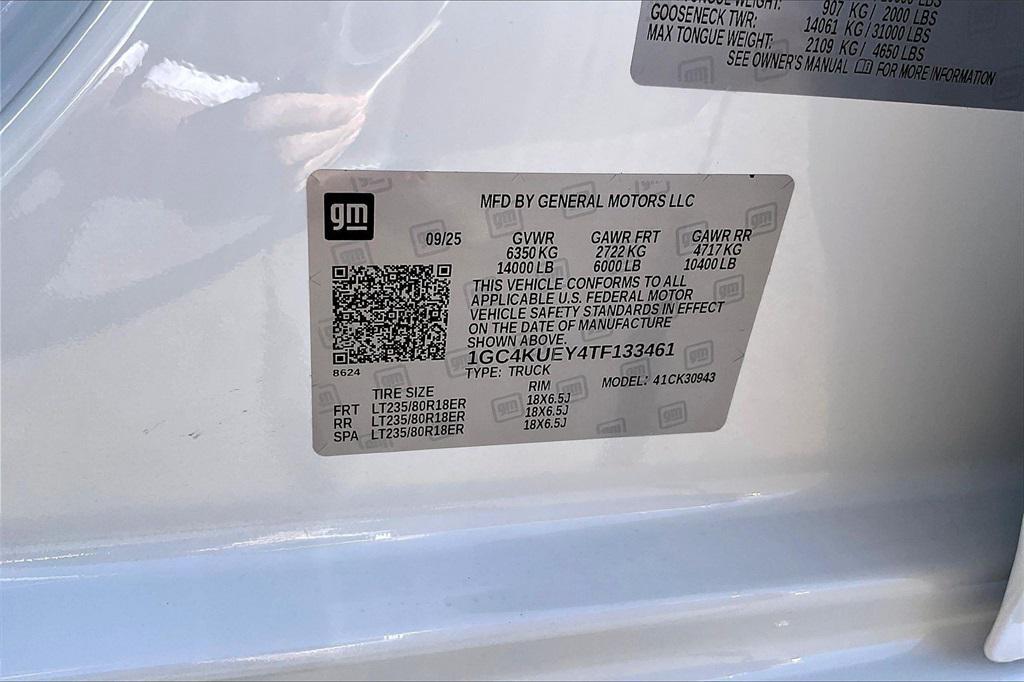 907 KG / 2000 LBS
GOOSENECK TWR: 14061 KG/31000 LBS
MAX TONGUE WEIGHT: 2109 KG/ 4650 LBS
SEE OWNER'S MANUAL FOR MORE INFORMATION
gm
MFD BY GENERAL MOTORS LLC
09/25 GVWR GAWR FRT GAWR RR
6350 KG 2722 KG 4717 KG
14000 LB 6000 LB 10400 LB
THIS VEHICLE CONFORMS TO ALL
APPLICABLE U.S. FEDERAL MOTOR
VEHICLE SAFETY STANDARDS IN EFFECT
ON THE DATE OF MANUFACTURE
SHOWN ABOVE.
1GC4KUEY4TF133461
8624
TYPE: TRUCK
MODEL: 41CK30943
TIRE SIZE RIM
FRT LT235/80R18ER 18X6.5J
RR LT235/80R18ER 18X6.5J
SPA LT235/80R18ER 18X6.5J